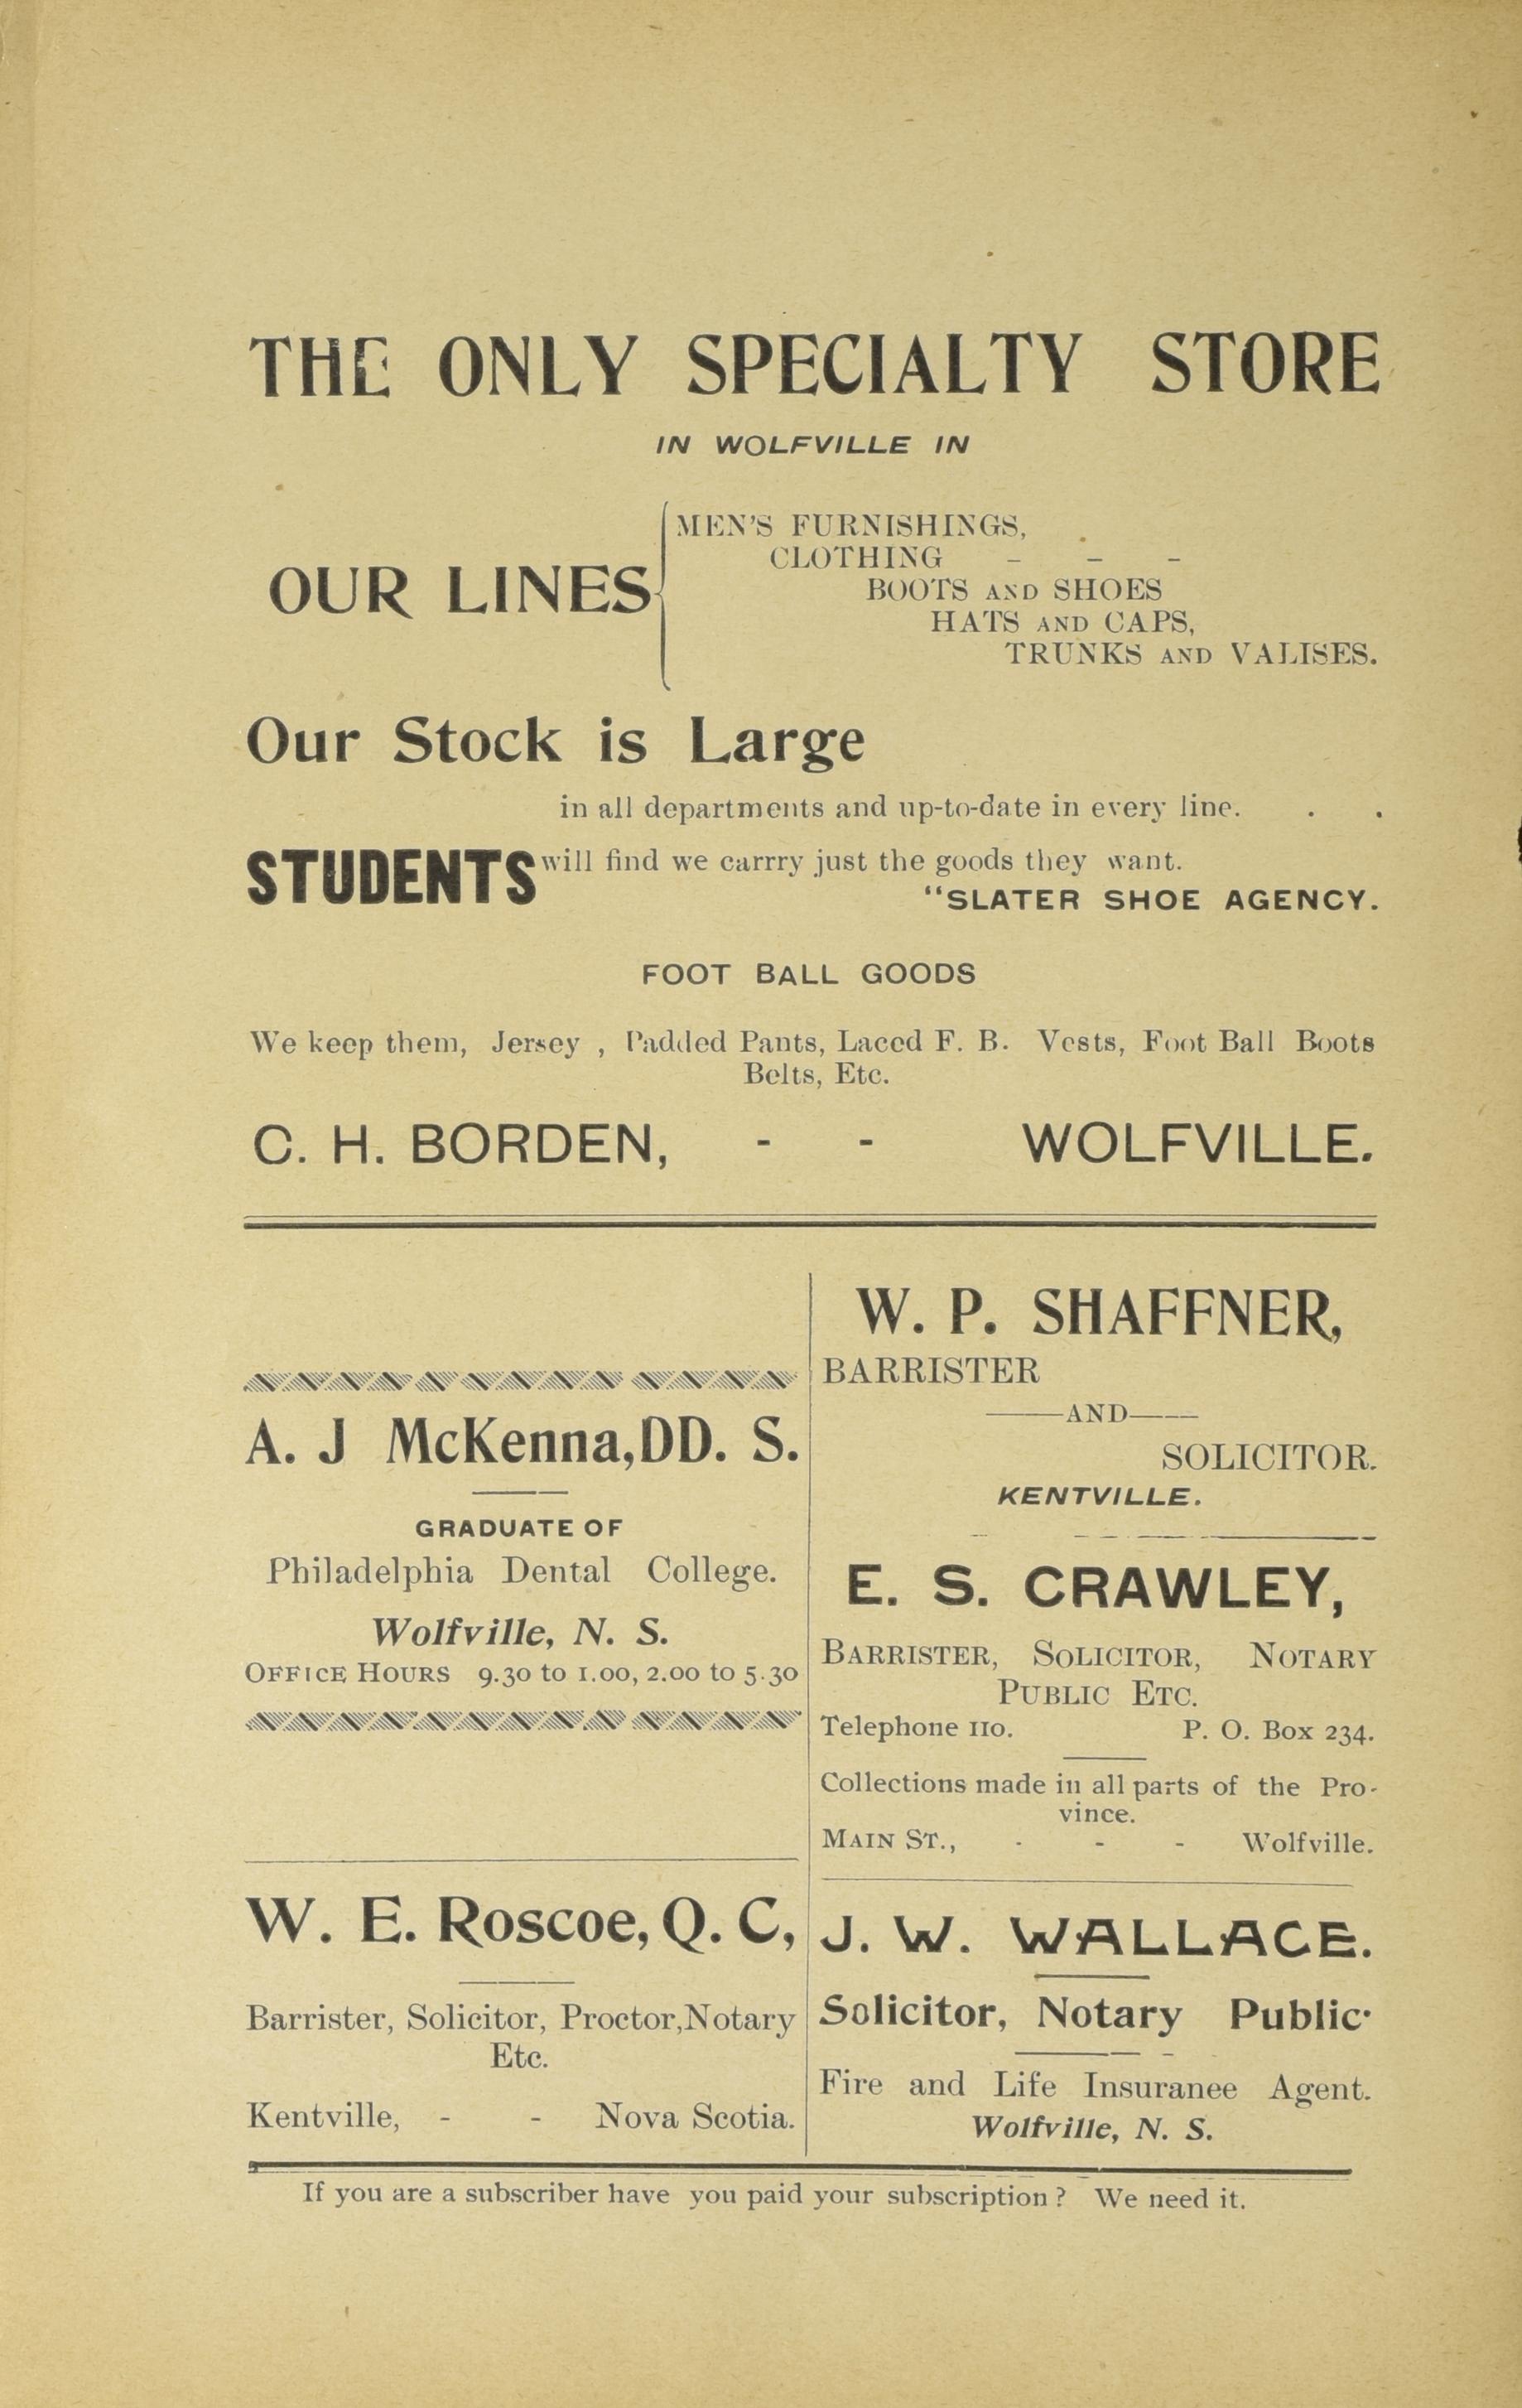 THE ONLY SPECIALTY STORE
IN WOLFVILLE IN
OUR LINES
MEN'S FURNISHINGS,
CLOTHING - - -
BOOTS AND SHOES
HATS AND CAPS,
TRUNKS AND VALISES.
Our Stock is Large
in all departments and up-to-date in every line. . .
STUDENTS will find we carrry just the goods they want.
"SLATER SHOE AGENCY.
FOOT BALL GOODS
We keep them, Jersey , Padded Pants, Laced F. B. Vests, Foot Ball Boots
Belts, Etc.
C. H. BORDEN, - - WOLFVILLE.
A. J McKenna,DD. S.
GRADUATE OF
Philadelphia Dental College.
Wolfville, N. S.
OFFICE HOURS 9.30 to 1.00, 2.00 to 5.30
W. E. Roscoe, Q. C,
Barrister, Solicitor, Proctor,Notary
Etc.
Kentville, - - Nova Scotia.
W. P. SHAFFNER,
BARRISTER
—AND—
SOLICITOR.
KENTVILLE.
E. S. CRAWLEY,
BARRISTER, SOLICITOR, NOTARY
PUBLIC ETC.
Telephone 110. P. O. Box 234.
Collections made in all parts of the Pro-
vince.
MAIN ST., - - - Wolfville.
J. W. WALLACE.
Solicitor, Notary Public·
Fire and Life Insuranee Agent.
Wolfville, N. S.
If you are a subscriber have you paid your subscription ? We need it.